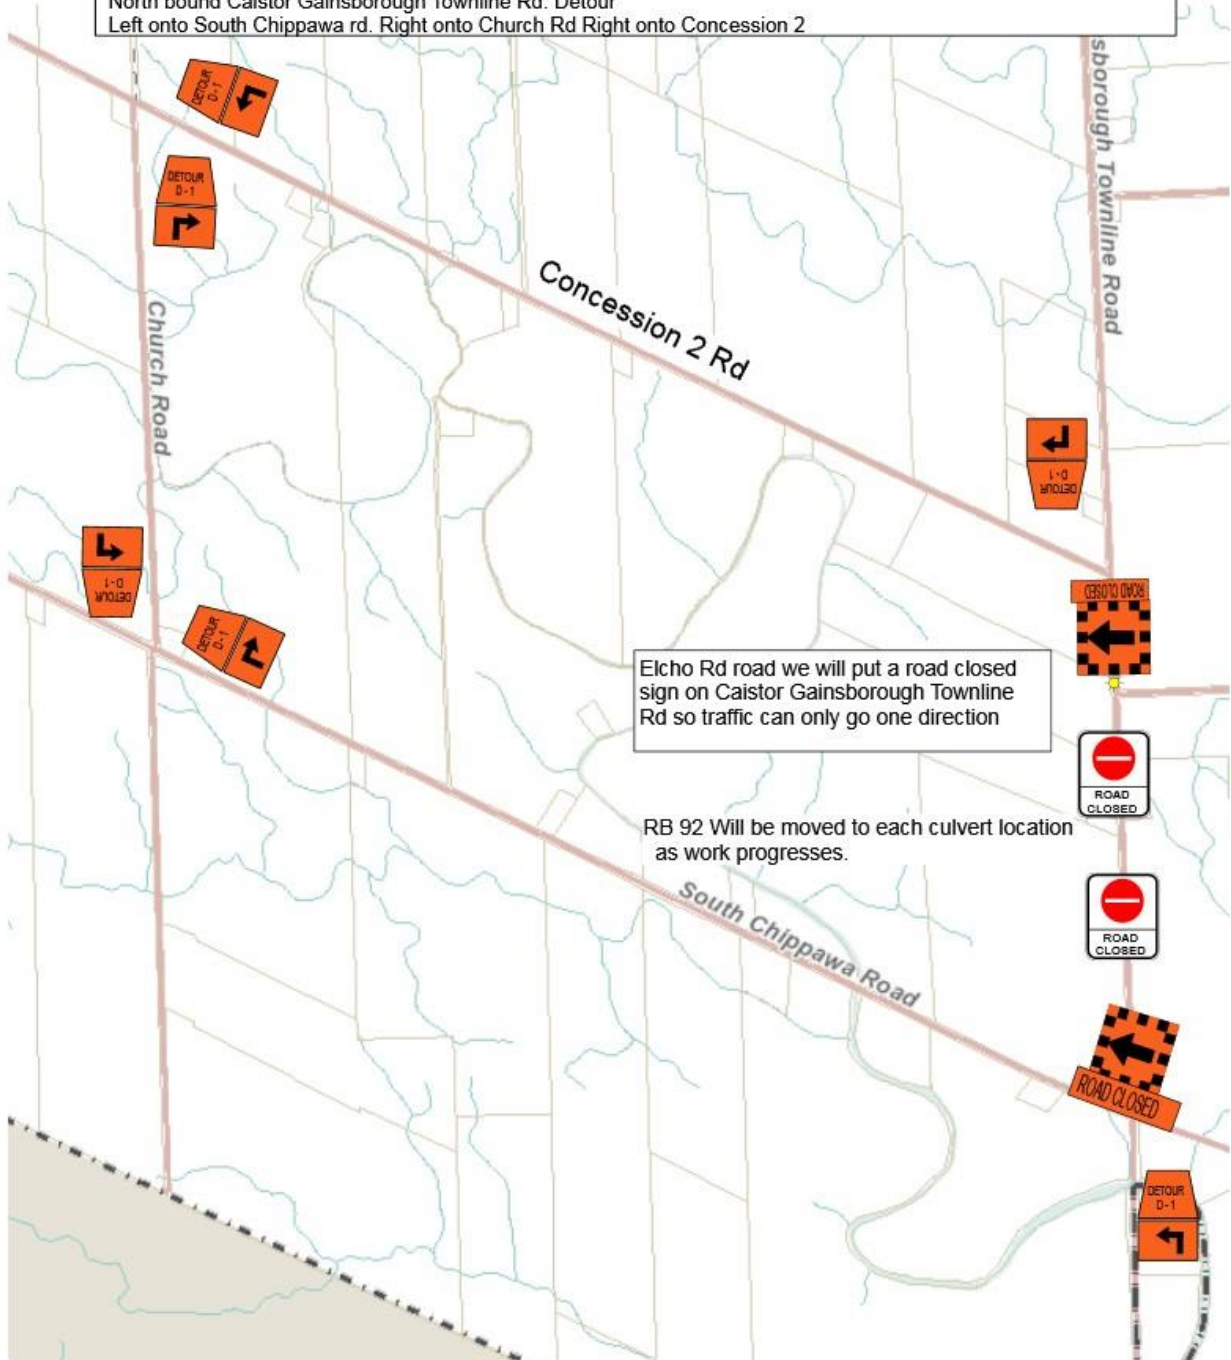 North bound Caistor Gainsborough Townline Rd. Detour
Left onto South Chippawa rd. Right onto Church Rd Right onto Concession 2
sborough Townline Road
DETOUR
D-1
DETOUR
D-1
Concession 2 Rd
Church Road
D-1
DETOUR
D-1
DETOUR
ROAD CLOSED
DETOUR
D-1
Elcho Rd road we will put a road closed
sign on Caistor Gainsborough Townline
Rd so traffic can only go one direction
ROAD
CLOSED
RB 92 Will be moved to each culvert location
as work progresses.
South Chippawa Road
ROAD
CLOSED
ROAD CLOSED
DETOUR
D-1